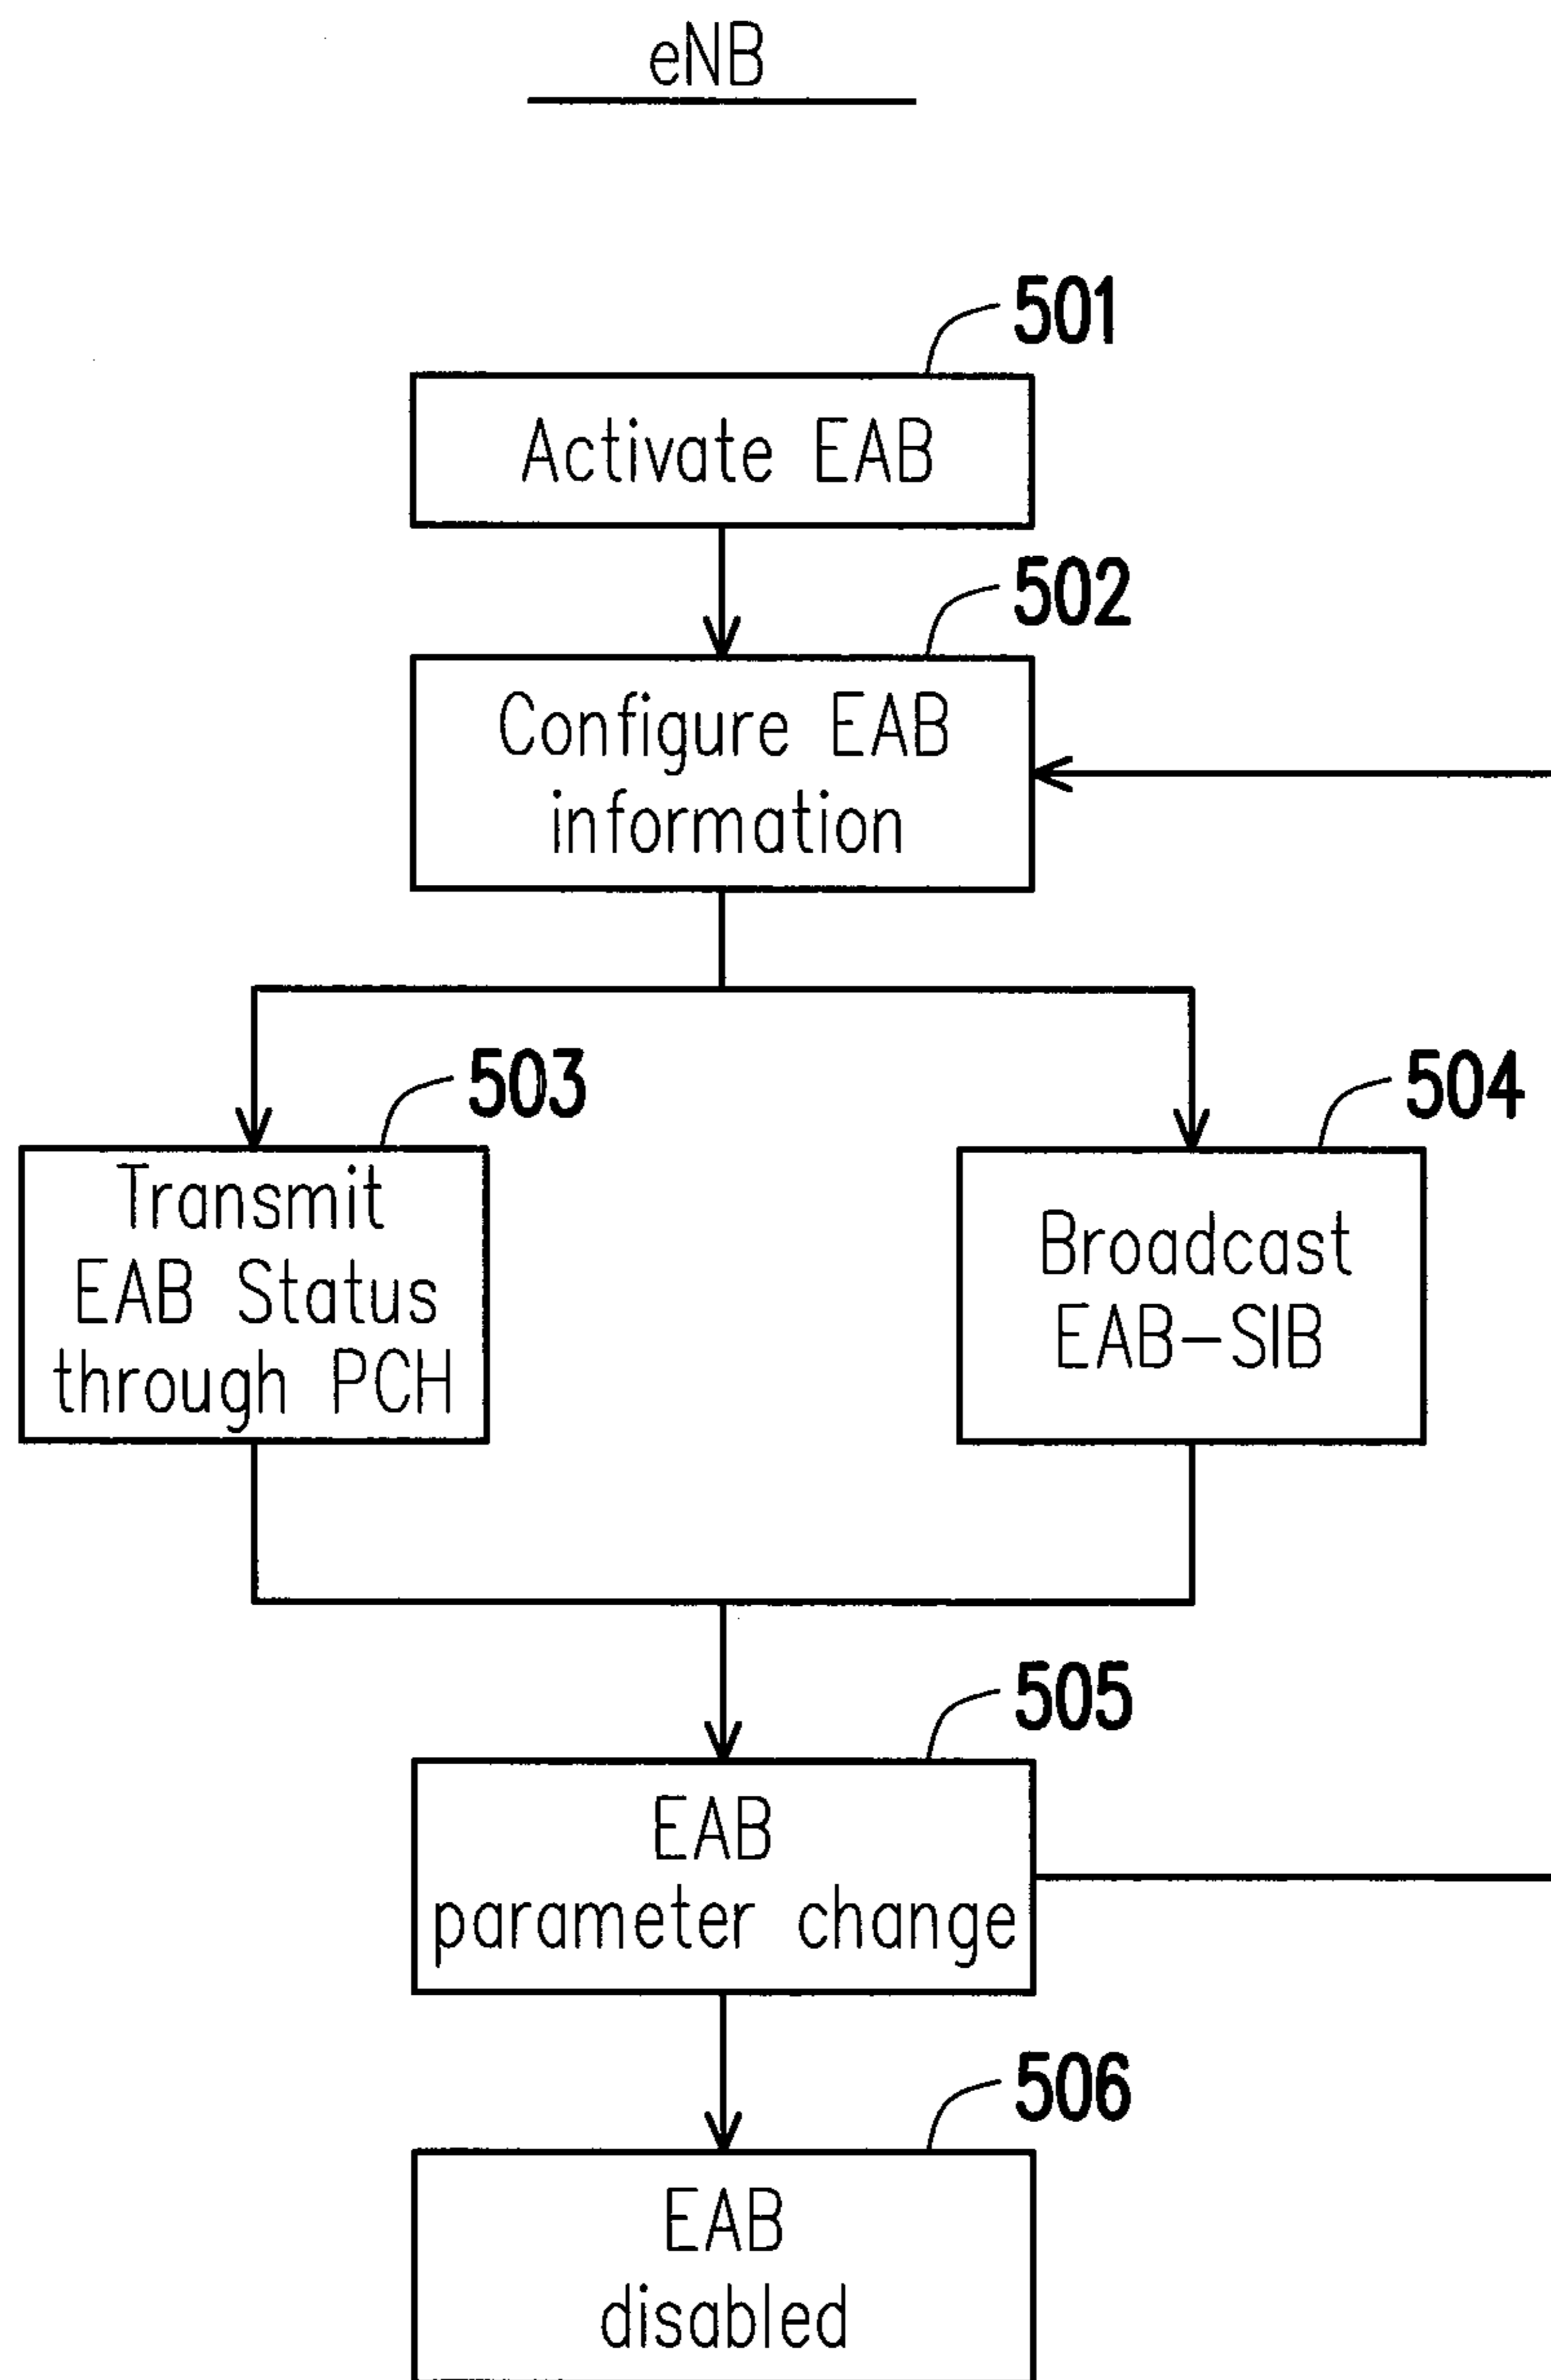 eNB
501
Activate EAB
502
Configure EAB
information
503
Transmit
EAB Status
through PCH
504
Broadcast
EAB-SIB
505
EAB
parameter change
506
EAB
disabled